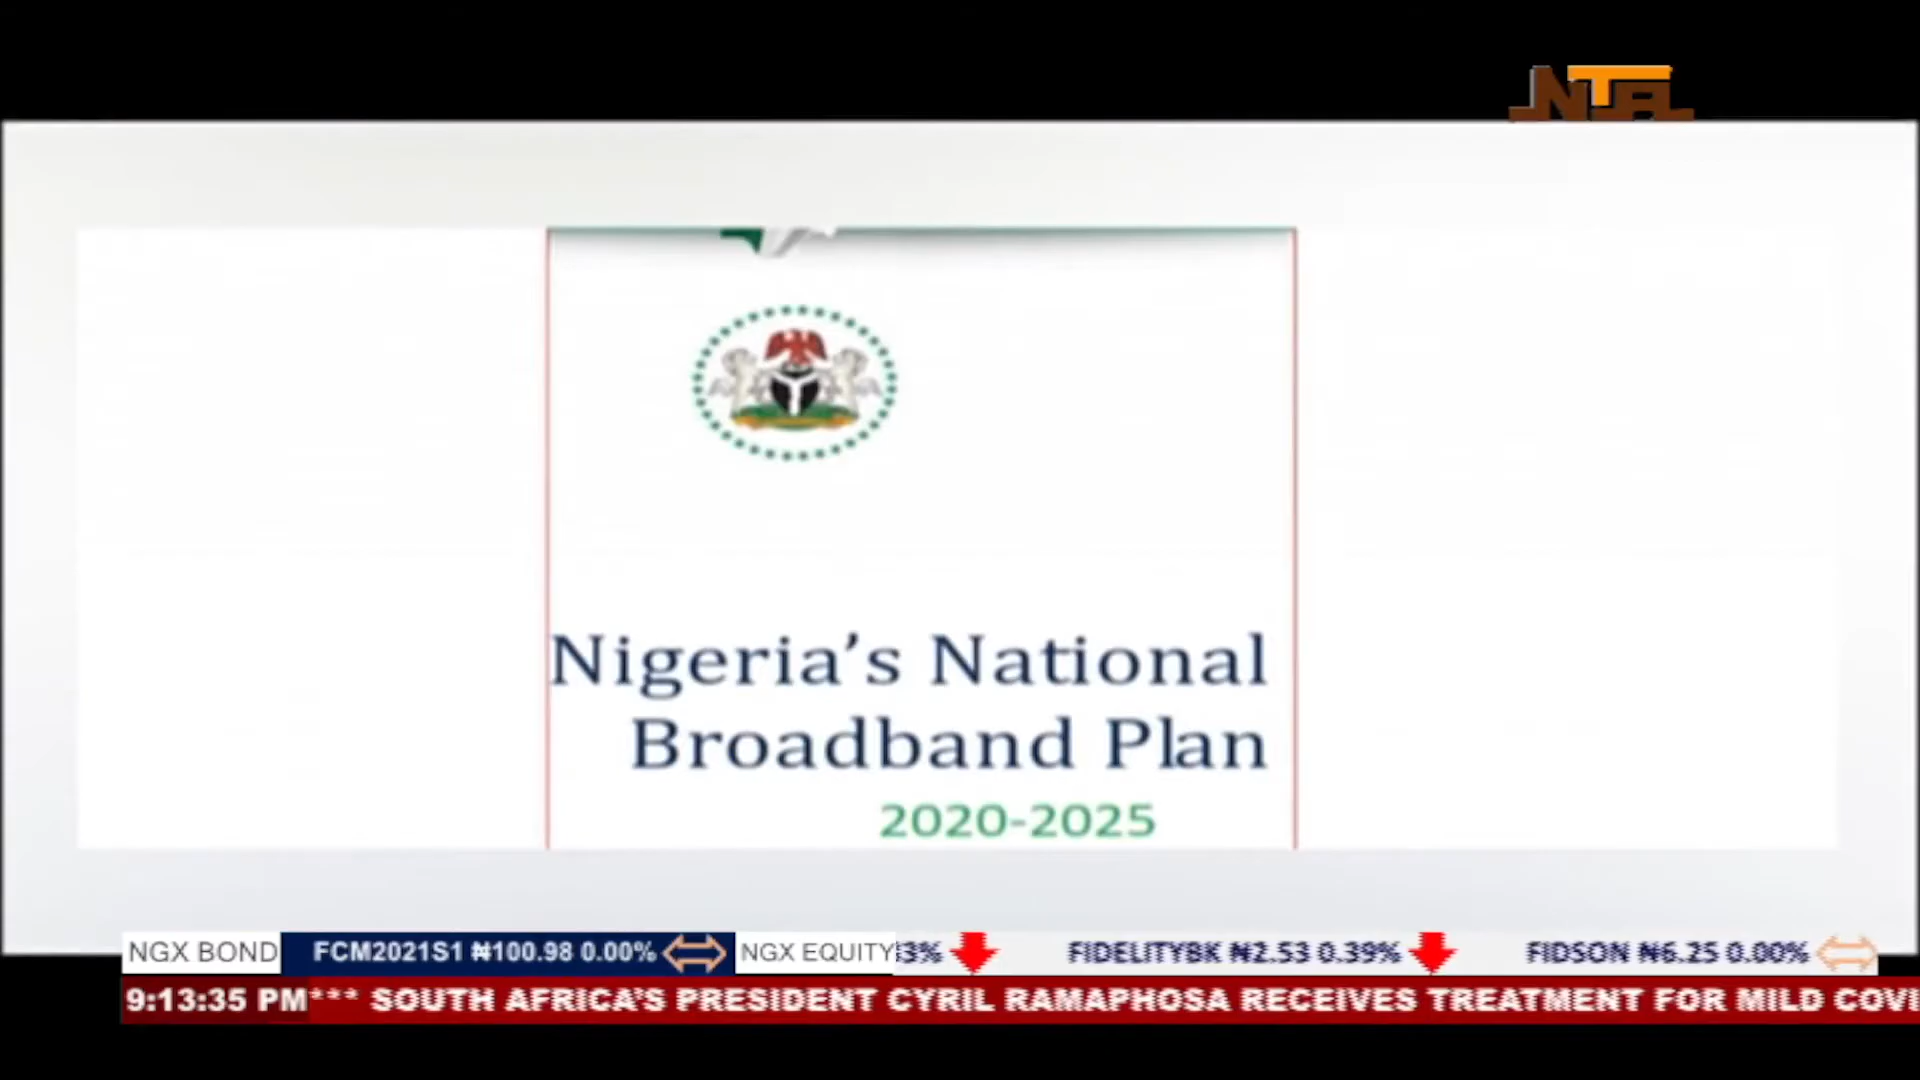 NTA
Nigeria’s National
Broadband Plan
2020-2025
NGX BOND FCM2021S1 ₦100.98 0.00% NGX EQUITY 3% FIDELITYBK ₦2.53 0.39% FIDSON ₦6.25 0.00%
9:13:35 PM*** SOUTH AFRICA'S PRESIDENT CYRIL RAMAPHOSA RECEIVES TREATMENT FOR MILD COVI